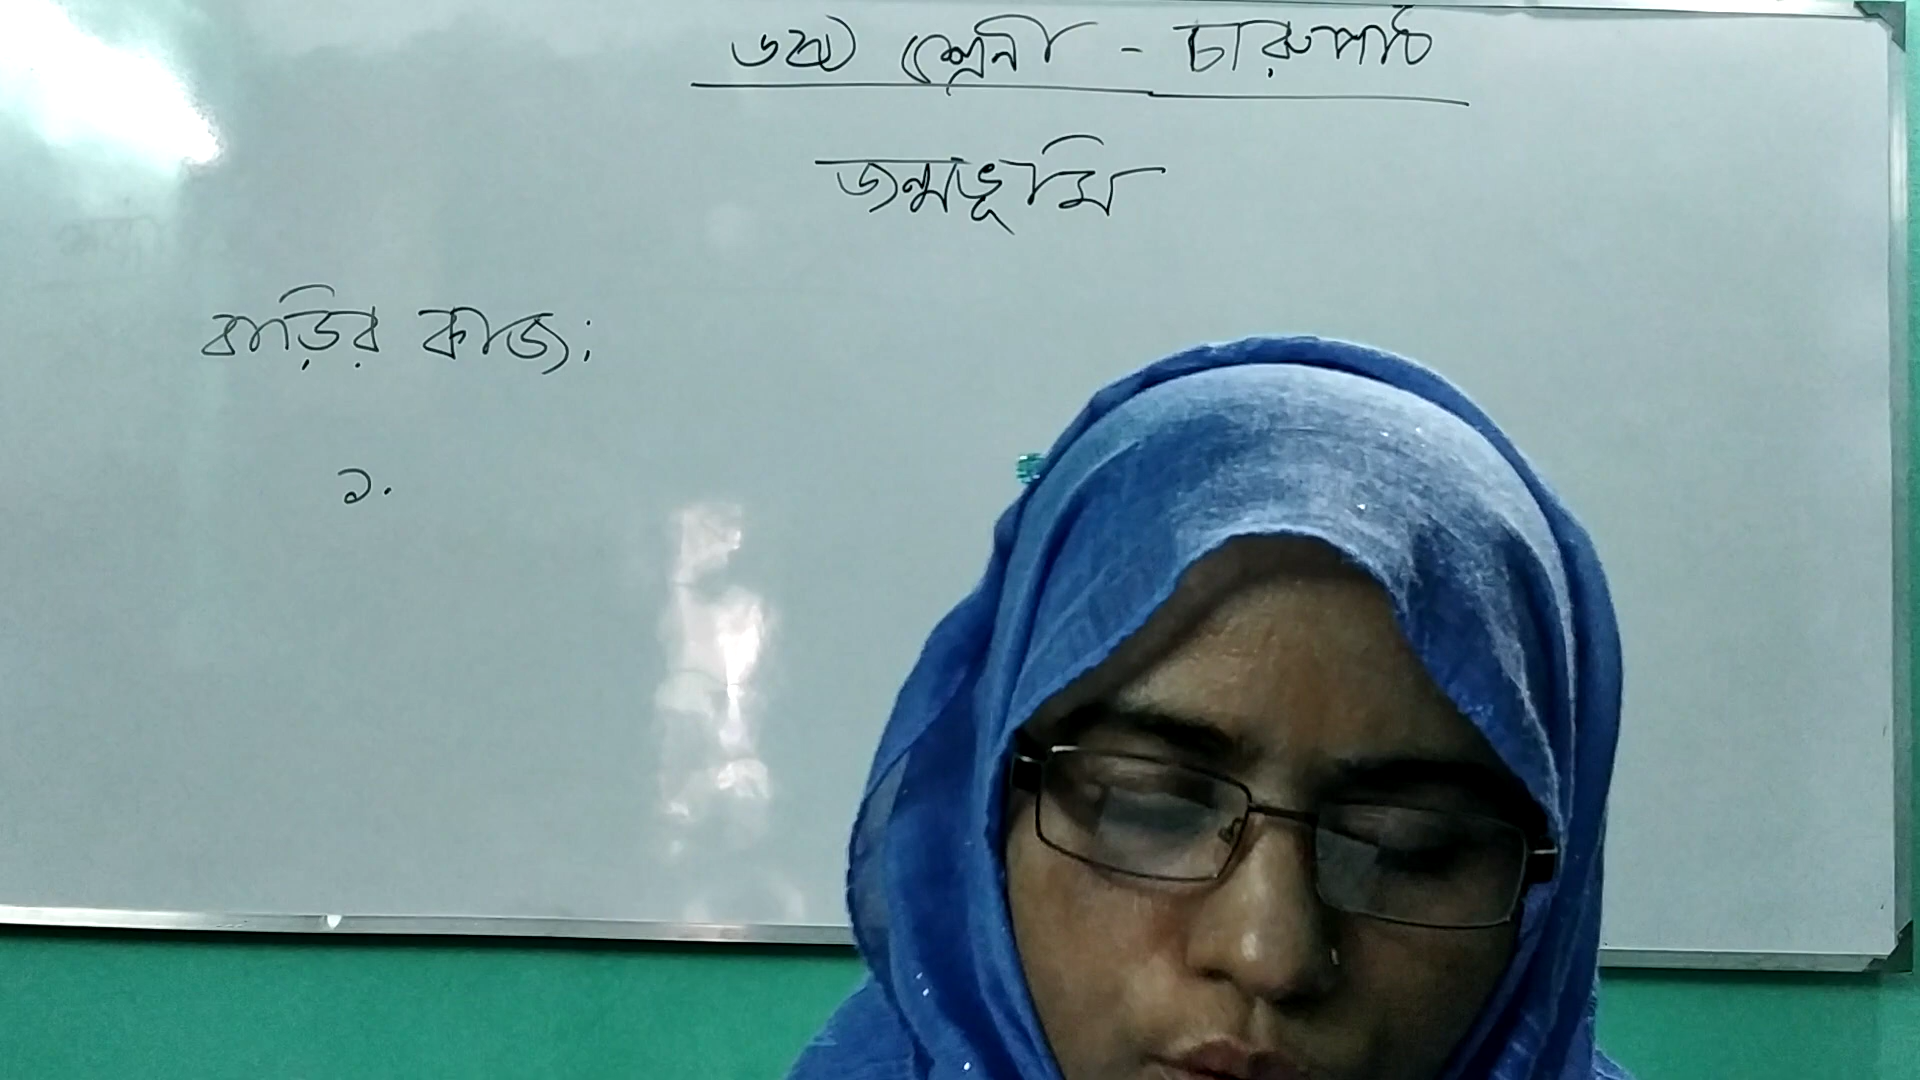 ৬ষ্ঠ শ্রেনী - চারুপাঠ
জন্মভূমি
বাড়ির কাজ:
১.